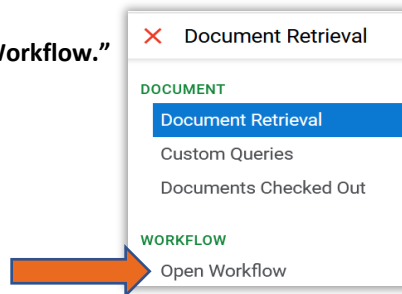 Workflow.”
Document Retrieval
DOCUMENT
Document Retrieval
Custom Queries
Documents Checked Out
WORKFLOW
Open Workflow